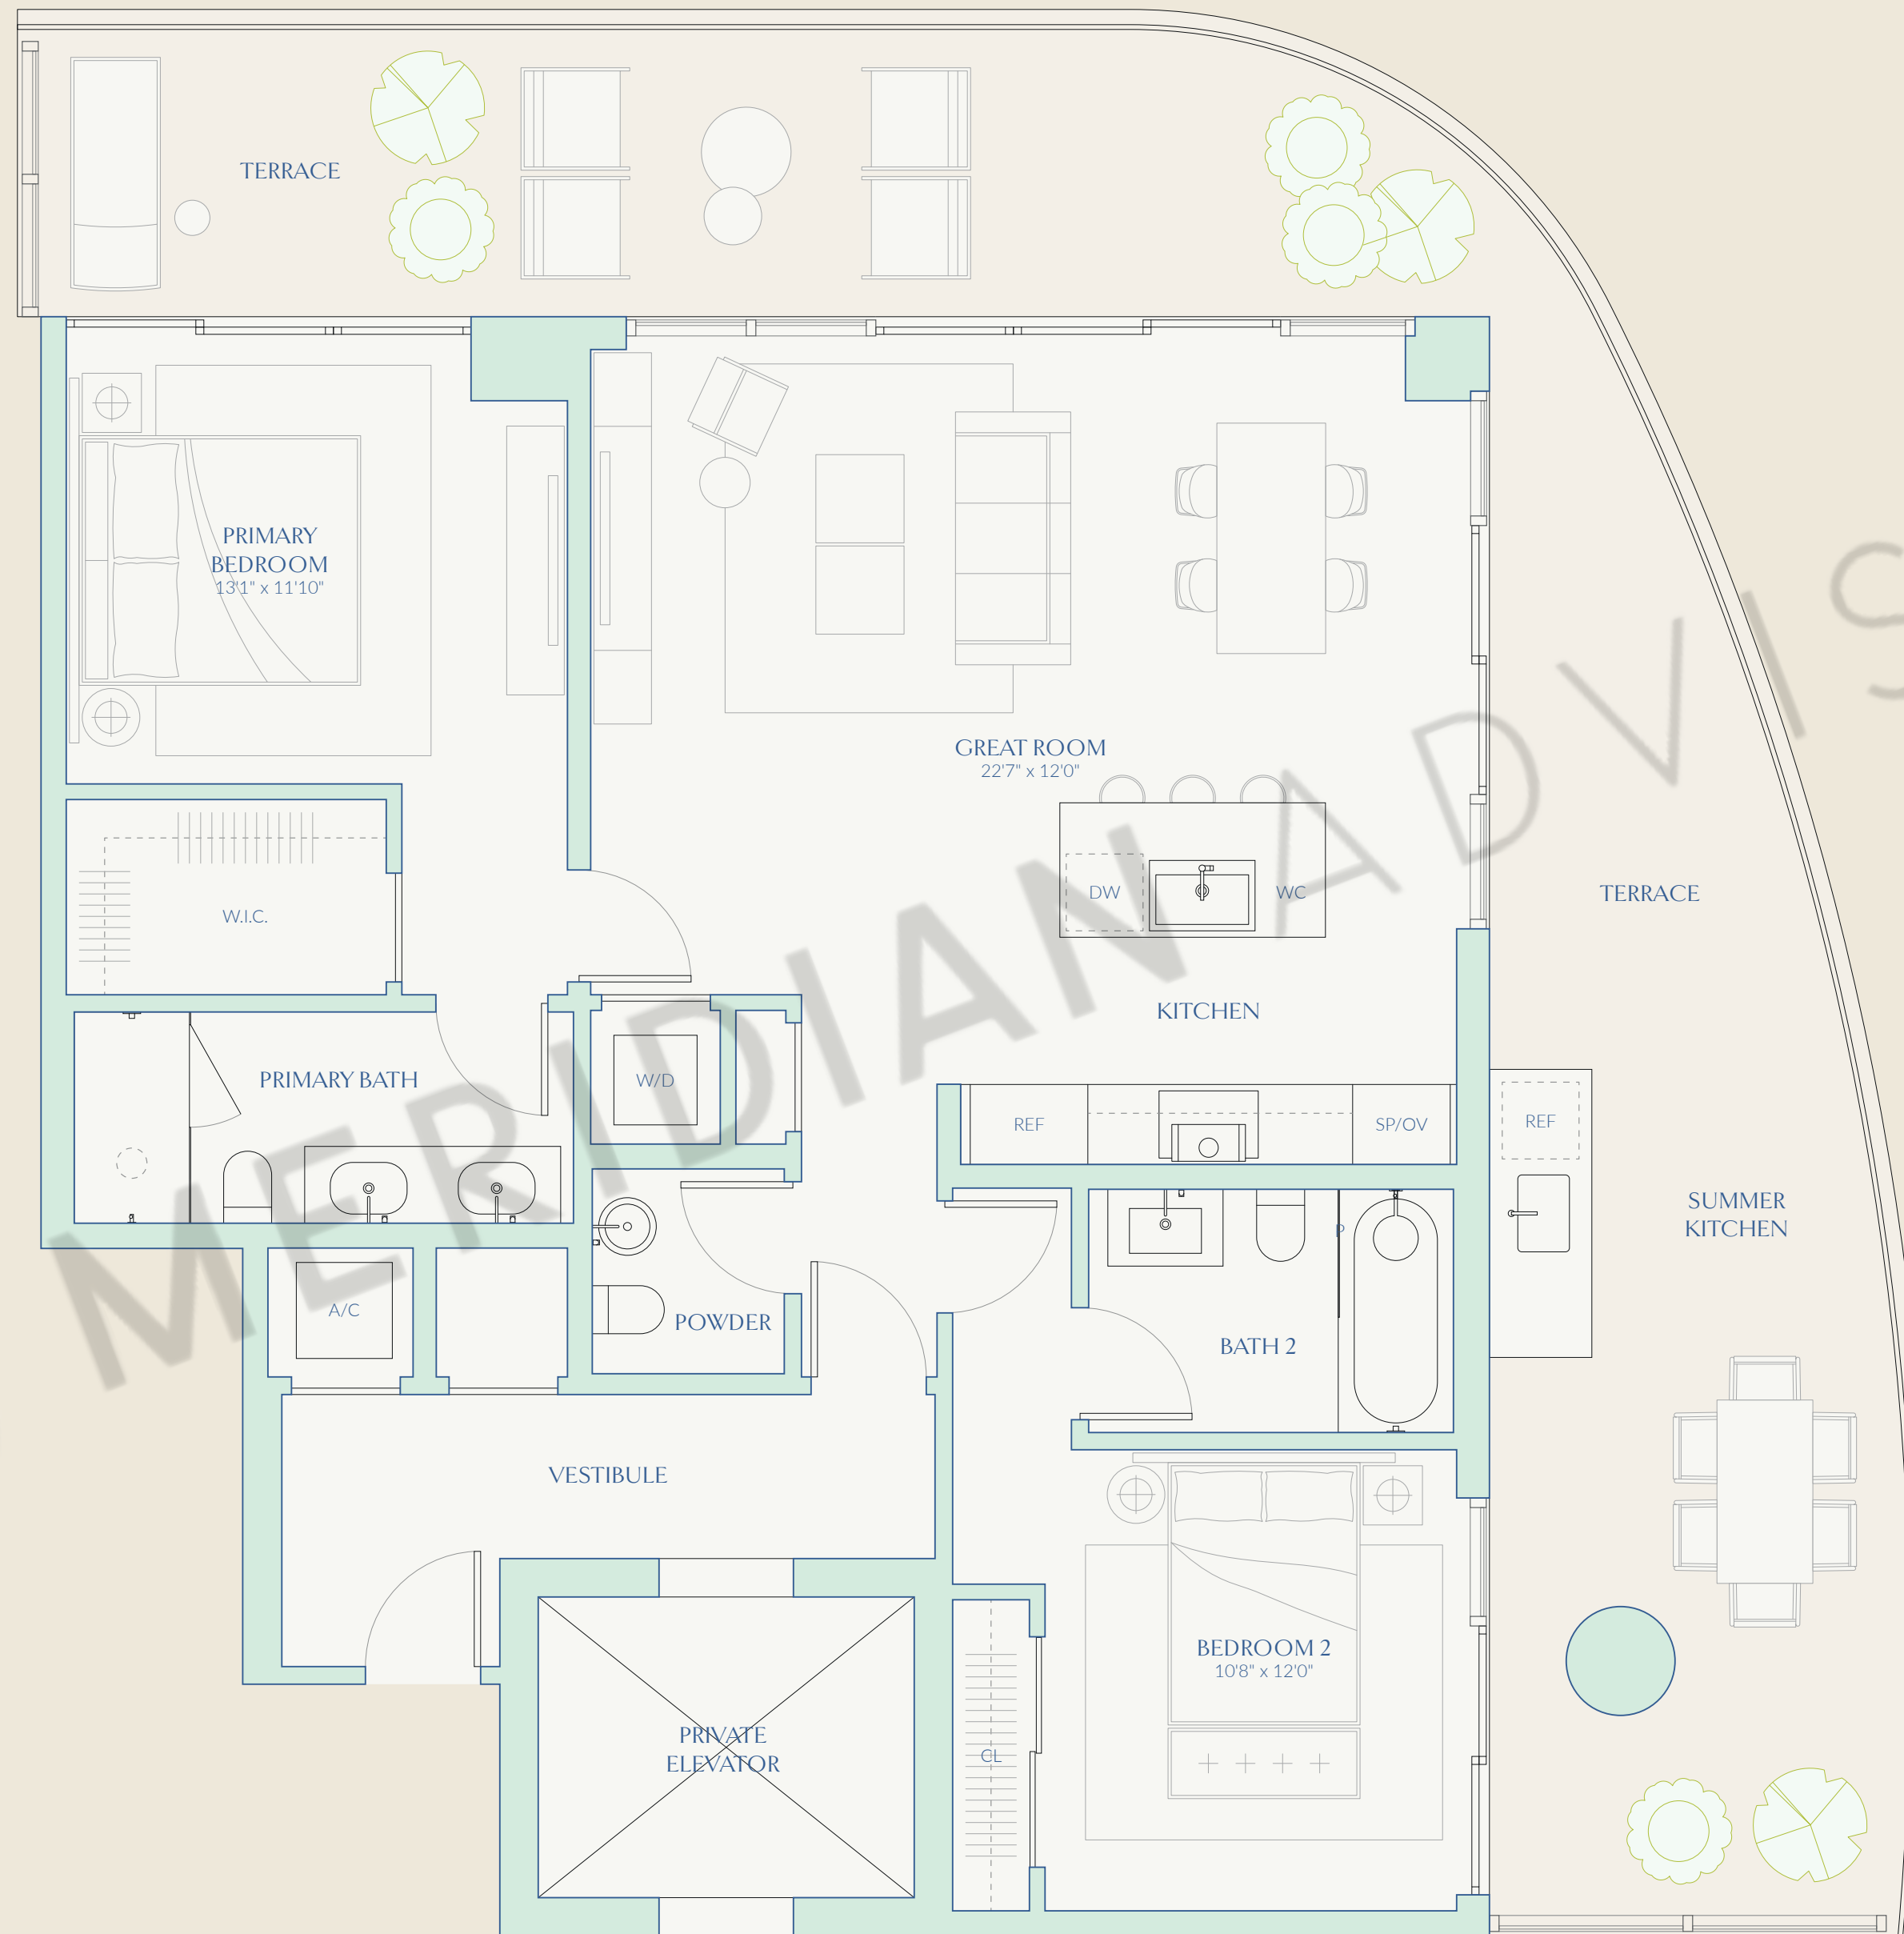 TERRACE
PRIMARY
BEDROOM
13'1" x 11'10"
GREAT ROOM
22'7" x 12'0"
W.I.C.
DW
WC
TERRACE
KITCHEN
PRIMARY BATH
W/D
REF
SP/OV
REF
SUMMER
KITCHEN
P
A/C
POWDER
BATH 2
VESTIBULE
BEDROOM 2
10'8" x 12'0"
PRIVATE
ELEVATOR
CL
MERIDIAN ADVIS